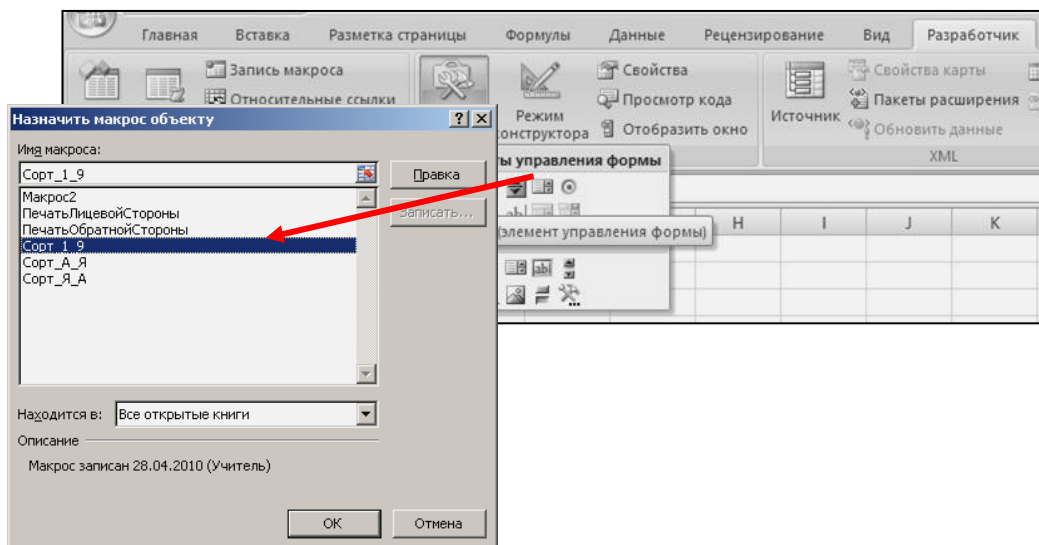 Главная Вставка Разметка страницы Формулы Данные Рецензирование Вид Разработчик
Запись макроса
Относительные ссылки
Режим
конструктора
Свойства
Просмотр кода
Отобразить окно
Источник
Свойства карты
Пакеты расширения
Обновить данные
XML
управления формы
(элемент управления формы)
H I J K
Назначить макрос объекту
Имя макроса:
Сорт_1_9
Правка
Записать...
Макрос2
ПечатьЛицевойСтороны
ПечатьОбратнойСтороны
Сорт_1_9
Сорт_А_Я
Сорт_Я_А
Находится в: Все открытые книги
Описание
Макрос записан 28.04.2010 (Учитель)
ОК Отмена